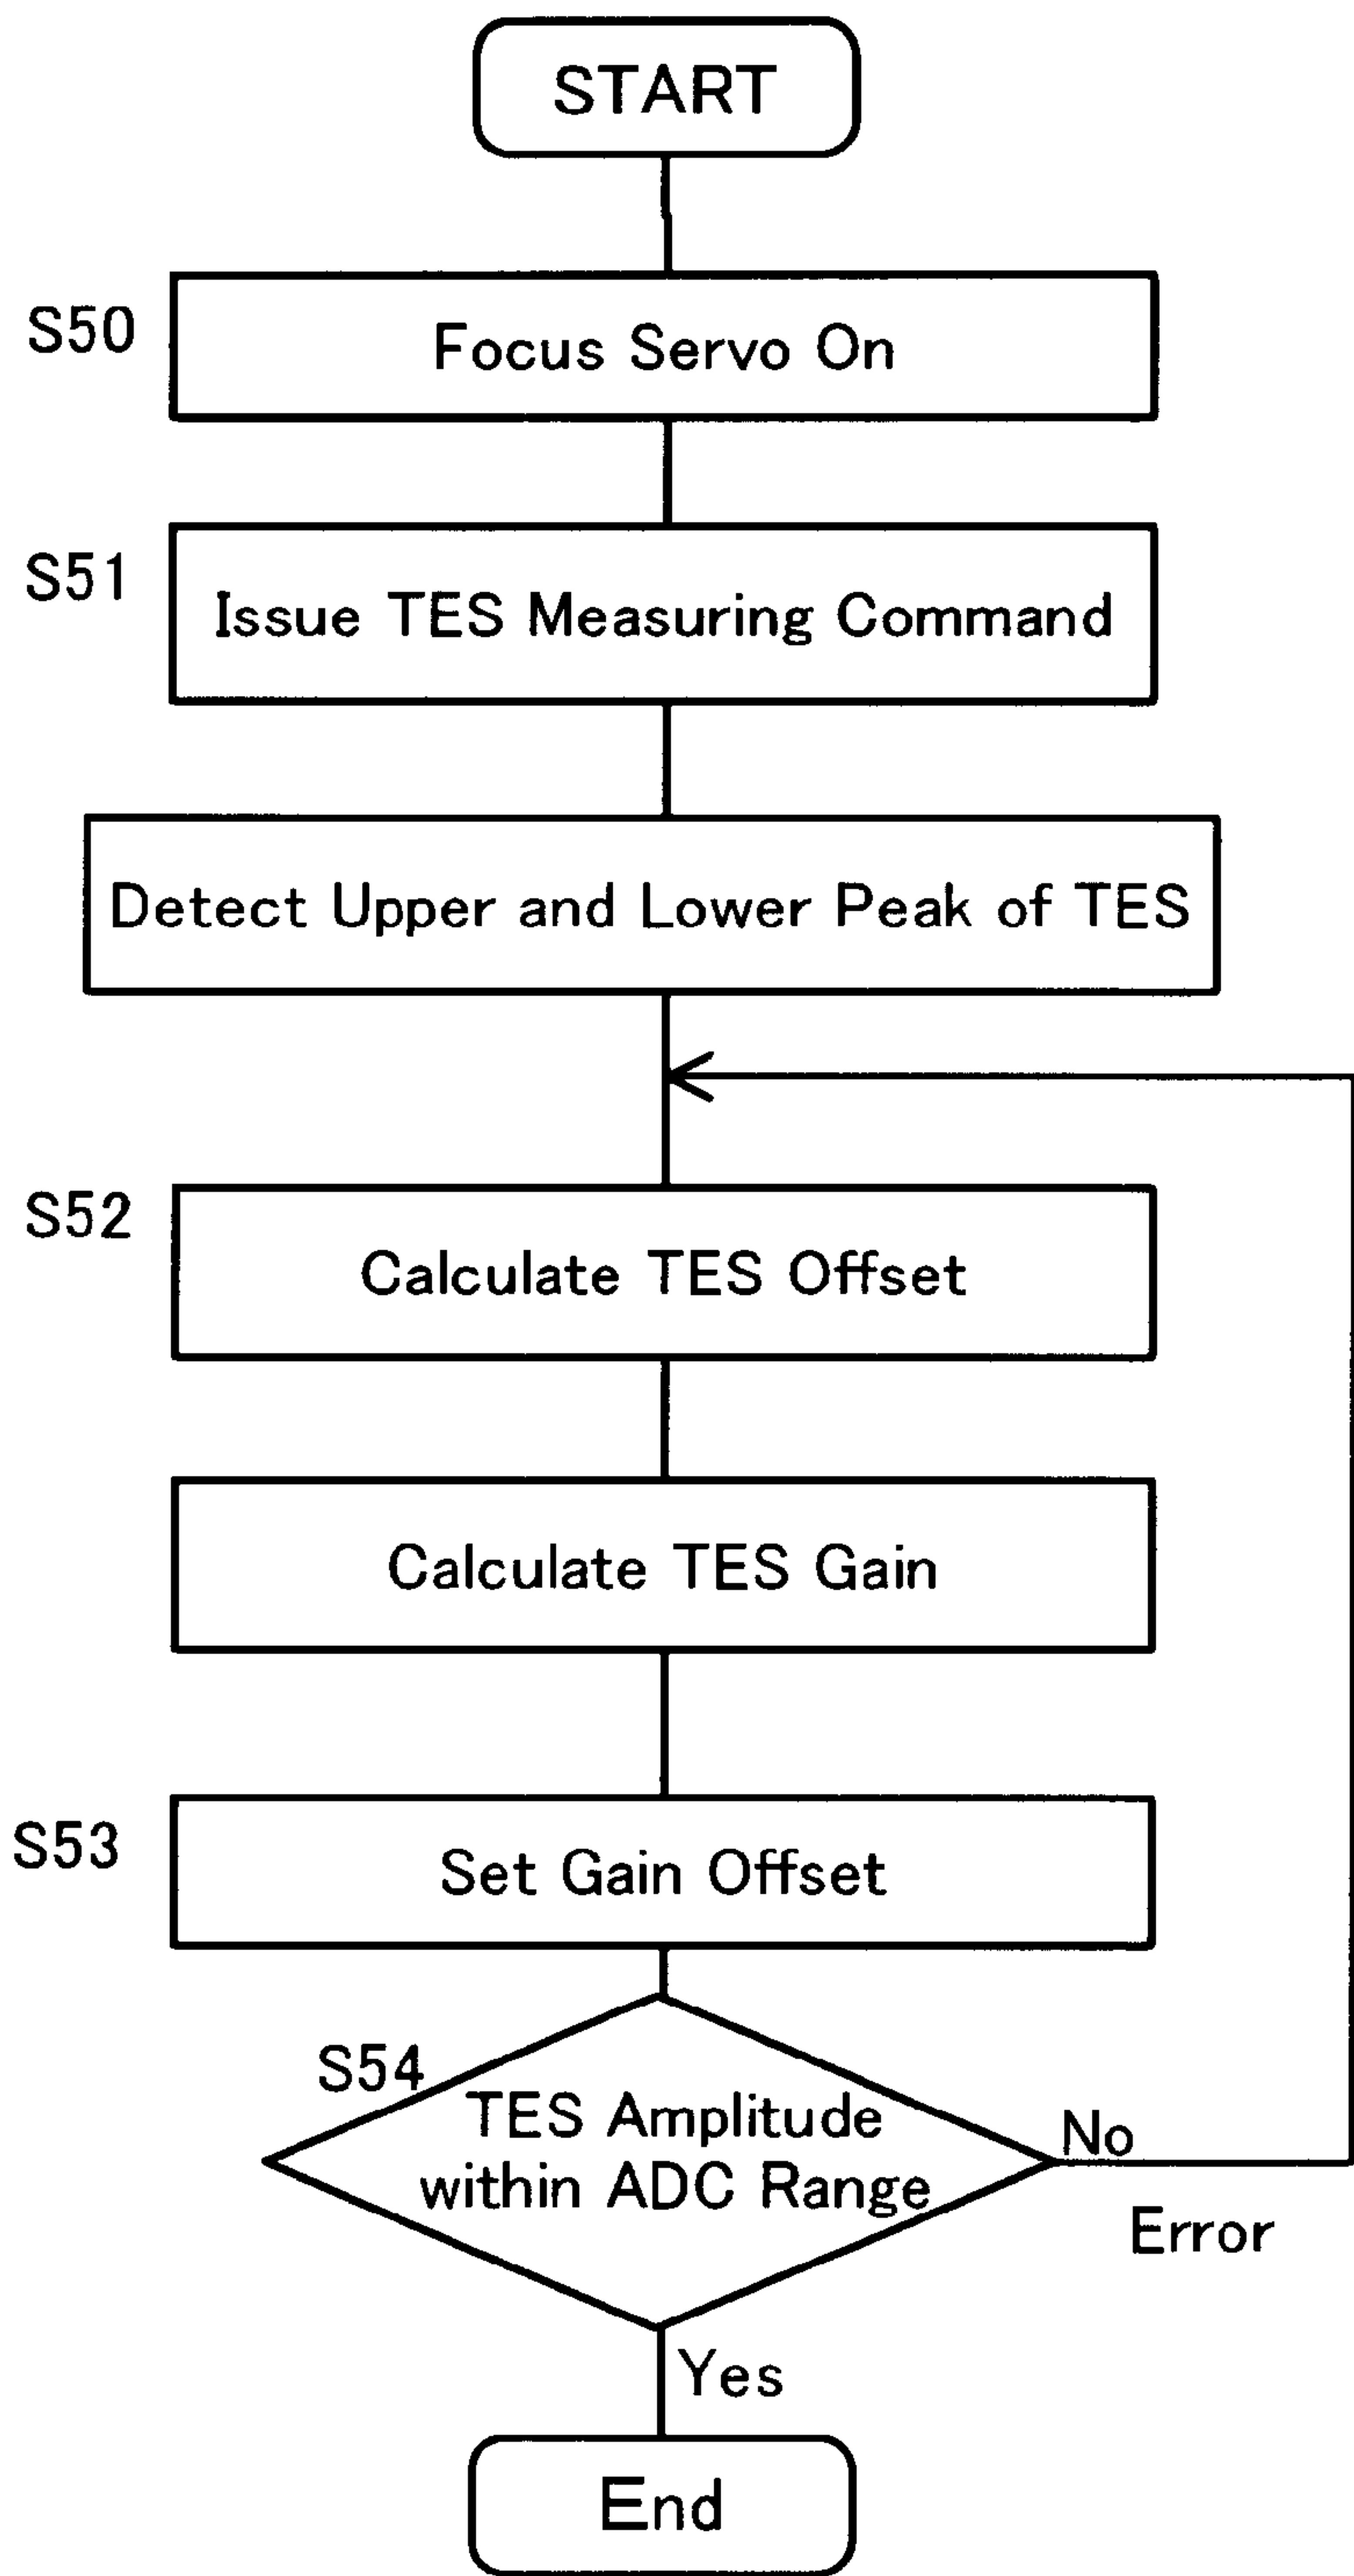 START
S50
Focus Servo On
S51
Issue TES Measuring Command
Detect Upper and Lower Peak of TES
S52
Calculate TES Offset
Calculate TES Gain
S53
Set Gain Offset
S54
TES Amplitude
within ADC Range
No
Error
Yes
End